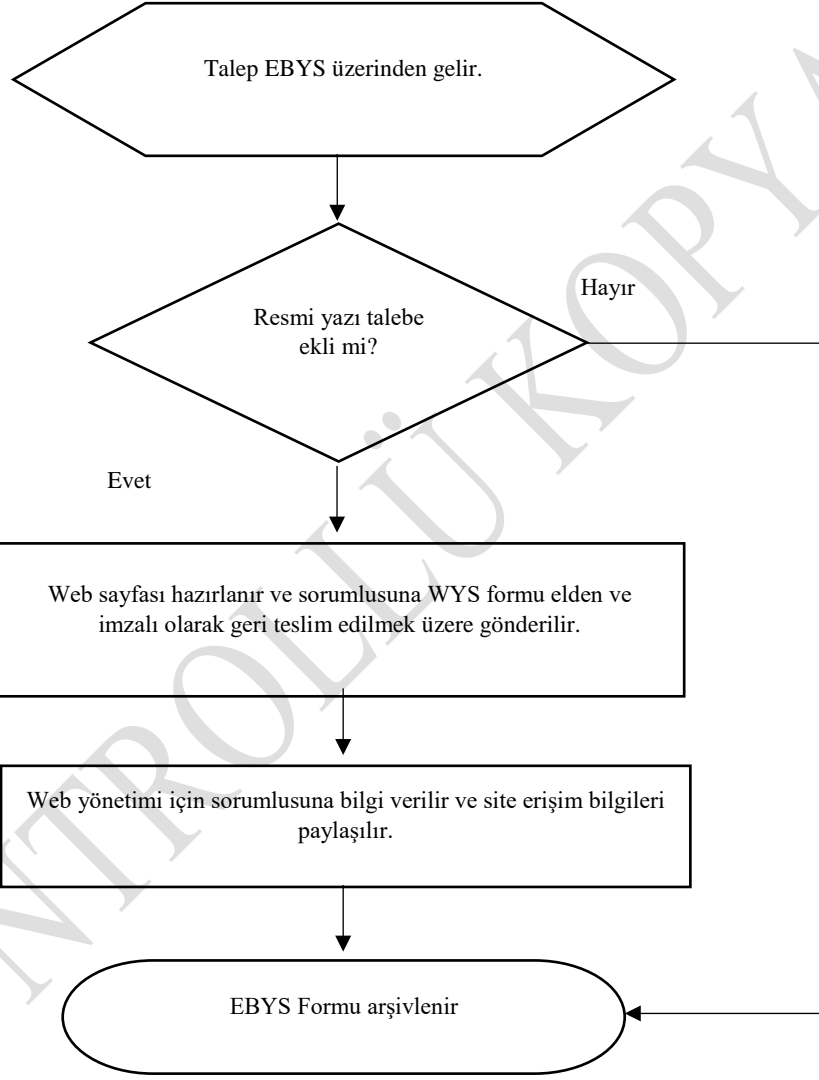 Talep EBYS üzerinden gelir.
Hayır
Resmi yazı talebe
ekli mi?
Evet
Web sayfası hazırlanır ve sorumlusuna WYS formu elden ve
imzalı olarak geri teslim edilmek üzere gönderilir.
Web yönetimi için sorumlusuna bilgi verilir ve site erişim bilgileri
paylaşılır.
EBYS Formu arşivlenir
NTROLLÜ KOPYA